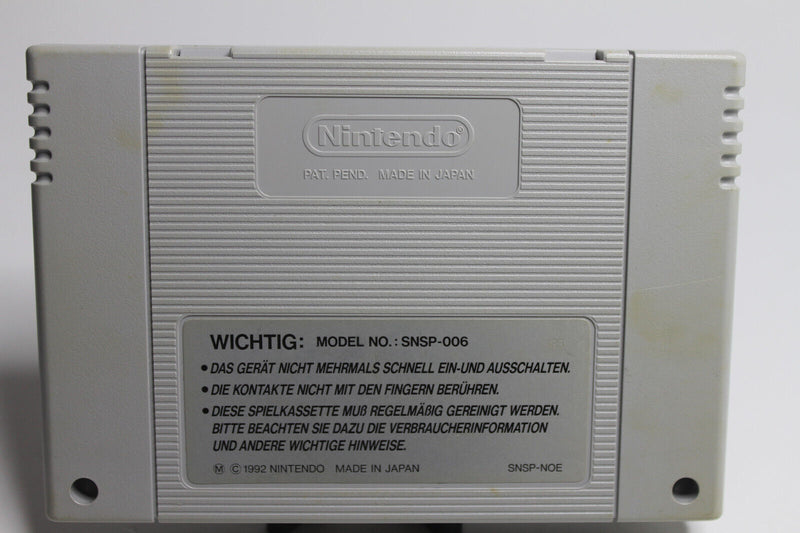 Nintendo®
PAT. PEND. MADE IN JAPAN
WICHTIG: MODEL NO.: SNSP-006
• DAS GERÄT NICHT MEHRMALS SCHNELL EIN-UND AUSSCHALTEN.
• DIE KONTAKTE NICHT MIT DEN FINGERN BERÜHREN.
• DIESE SPIELKASSETTE MUß REGELMÄßIG GEREINIGT WERDEN.
BITTE BEACHTEN SIE DAZU DIE VERBRAUCHERINFORMATION
UND ANDERE WICHTIGE HINWEISE.
Ⓜ © 1992 NINTENDO MADE IN JAPAN SNSP-NOE